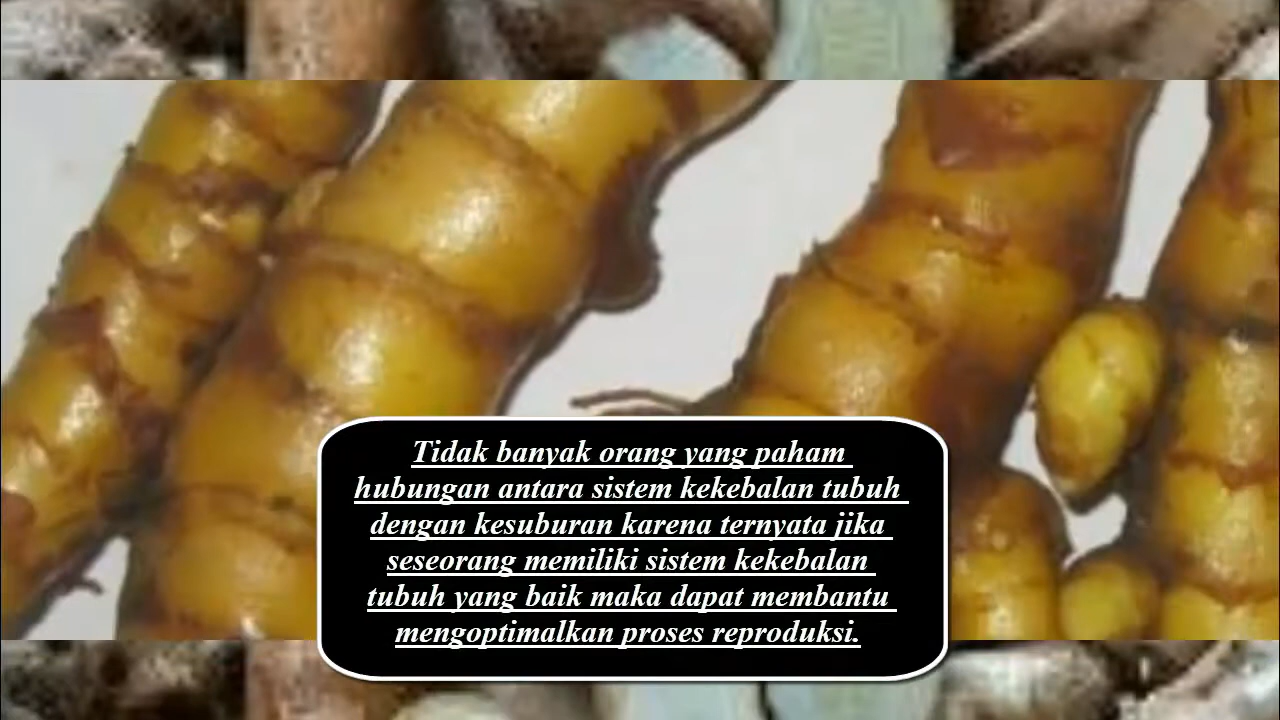 Tidak banyak orang yang paham
hubungan antara sistem kekebalan tubuh
dengan kesuburan karena ternyata jika
seseorang memiliki sistem kekebalan
tubuh yang baik maka dapat membantu
mengoptimalkan proses reproduksi.